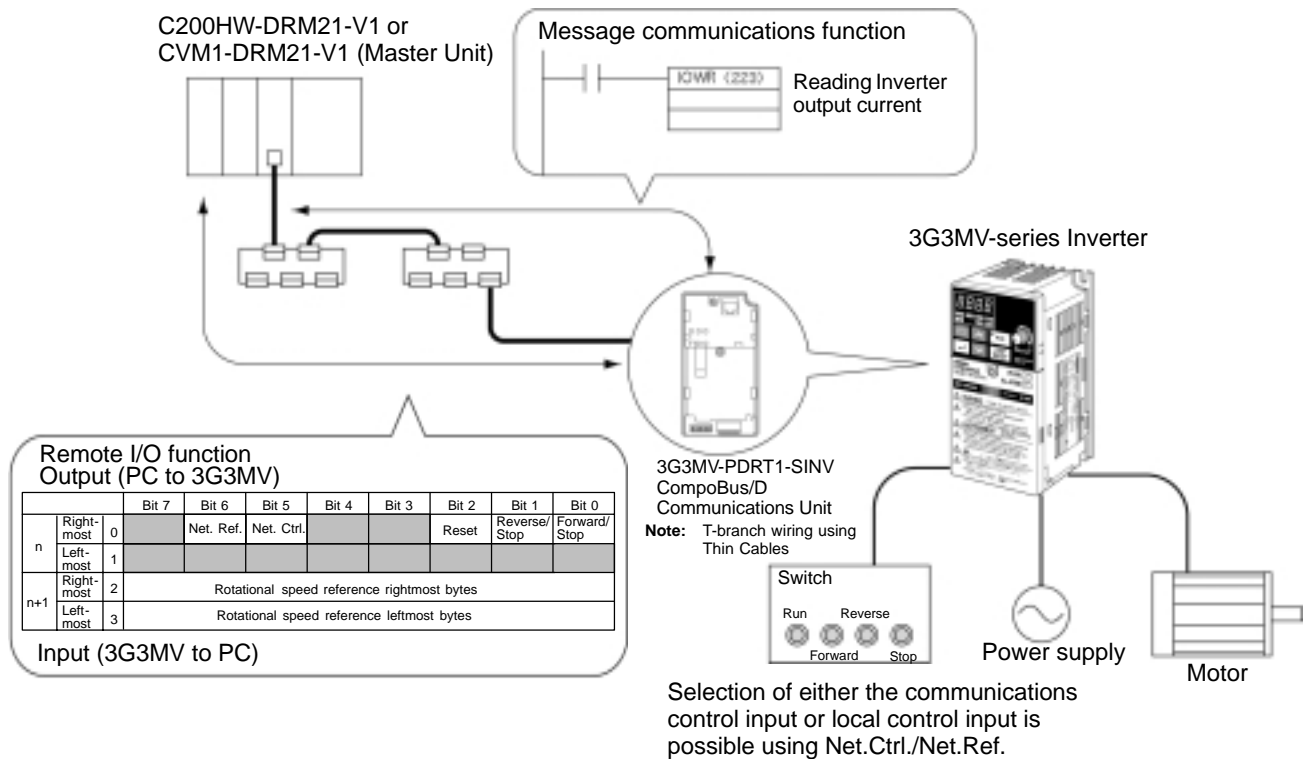 C200HW-DRM21-V1 or
CVM1-DRM21-V1 (Master Unit)
Message communications function
IOWR (223)
Reading Inverter
output current
3G3MV-series Inverter
3G3MV-PDRT1-SINV
CompoBus/D
Communications Unit
Note: T-branch wiring using
Thin Cables
Remote I/O function
Output (PC to 3G3MV)
Bit 7 Bit 6 Bit 5 Bit 4 Bit 3 Bit 2 Bit 1 Bit 0
n Right-most 0 Net. Ref. Net. Ctrl. Reset Reverse/Stop Forward/Stop
Left-most 1
n+1 Right-most 2 Rotational speed reference rightmost bytes
Left-most 3 Rotational speed reference leftmost bytes
Input (3G3MV to PC)
Switch
Run Reverse
Forward Stop
Power supply
Motor
Selection of either the communications
control input or local control input is
possible using Net.Ctrl./Net.Ref.